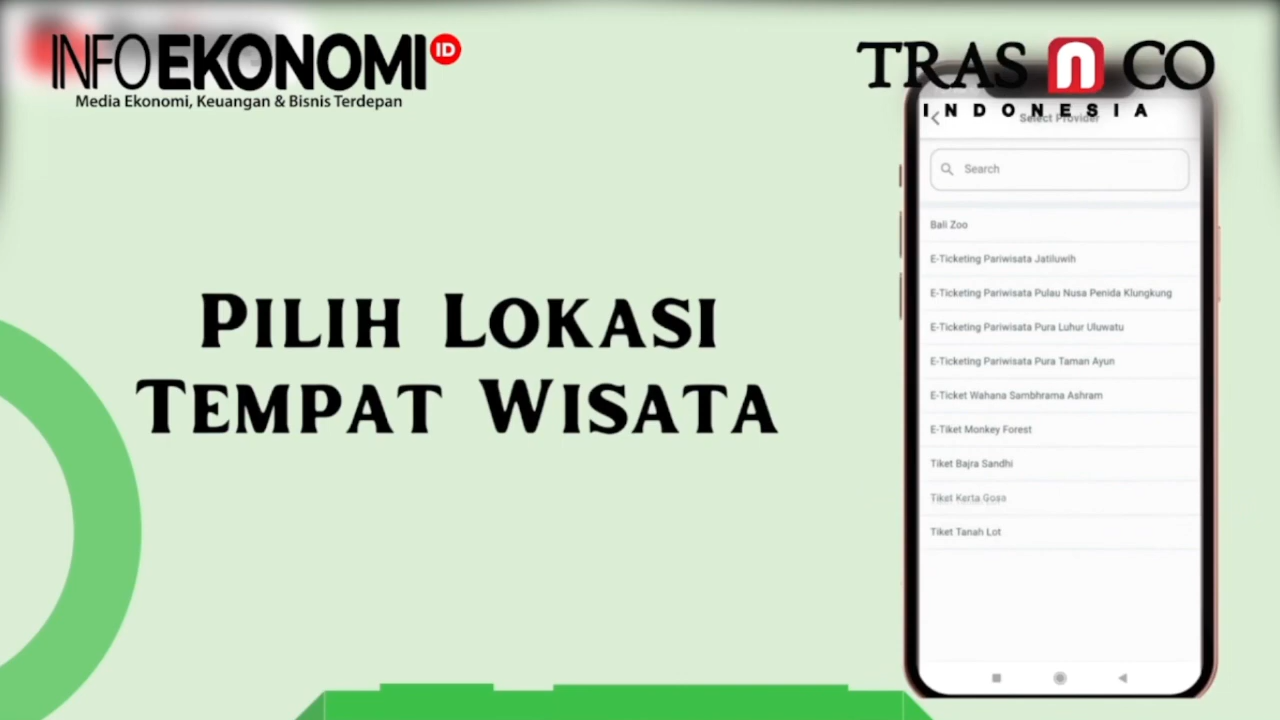 INFOEKONOMI ID
Media Ekonomi, Keuangan & Bisnis Terdepan
TRAS n CO
INDONESIA
PILIH LOKASI
TEMPAT WISATA
Select Provider
Search
Bali Zoo
E-Ticketing Pariwisata Jatiluwih
E-Ticketing Pariwisata Pulau Nusa Penida Klungkung
E-Ticketing Pariwisata Pura Luhur Uluwatu
E-Ticketing Pariwisata Pura Taman Ayun
E-Ticket Wahana Sambhrama Ashram
E-Tiket Monkey Forest
Tiket Bajra Sandhi
Tiket Kerta Gosa
Tiket Tanah Lot